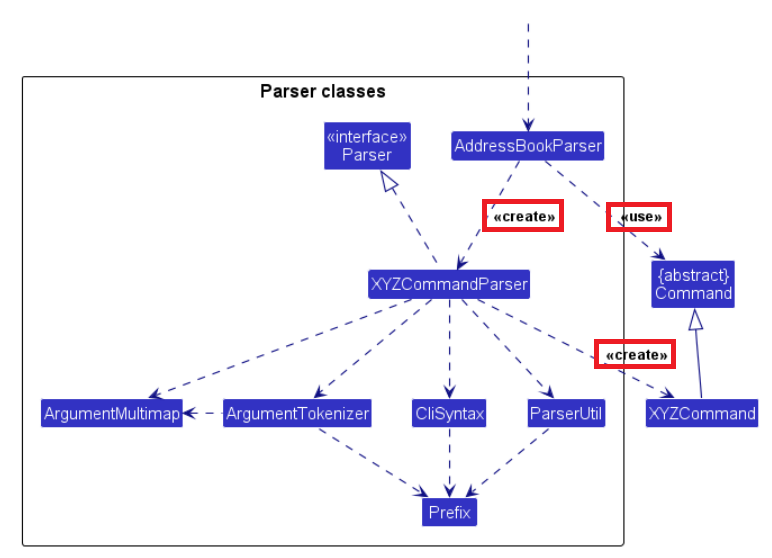 Parser classes
«interface»
Parser
AddressBookParser
«create»
«use»
XYZCommandParser
{abstract}
Command
«create»
ArgumentMultimap
ArgumentTokenizer
CliSyntax
ParserUtil
XYZCommand
Prefix